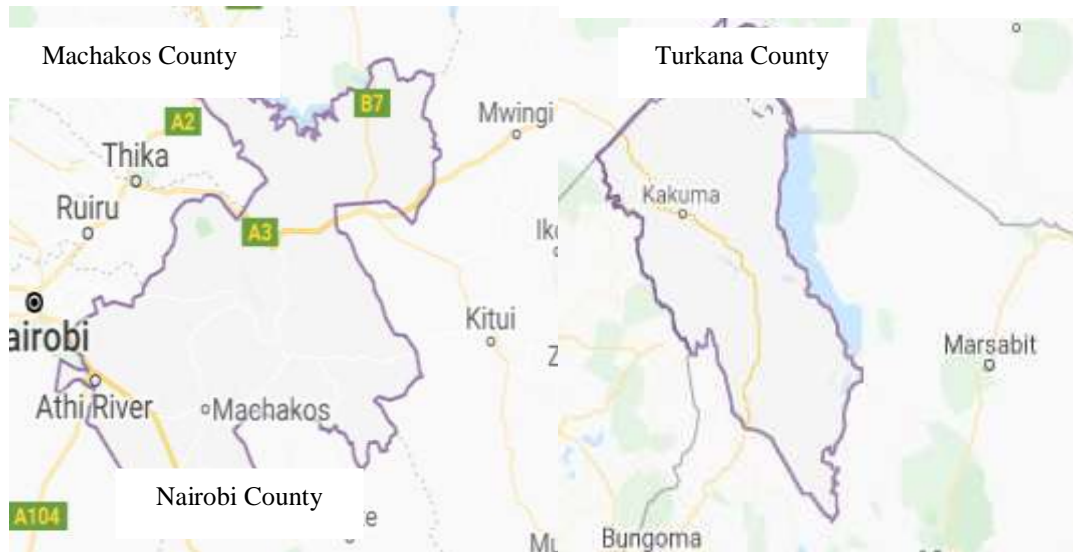 Machakos County
Turkana County
B7
A2
Mwingi
Thika
Kakuma
Ruiru
A3
Kitui
airobi
Marsabit
Athi River
Machakos
Nairobi County
A104
Bungoma